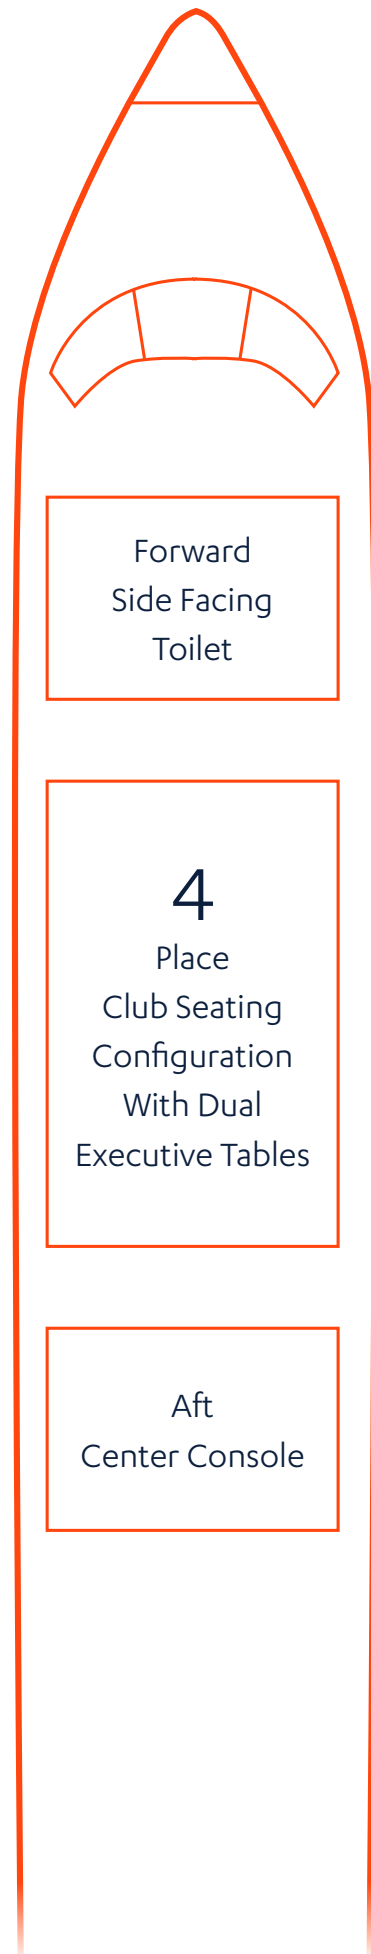 Forward
Side Facing
Toilet
4
Place
Club Seating
Configuration
With Dual
Executive Tables
Aft
Center Console